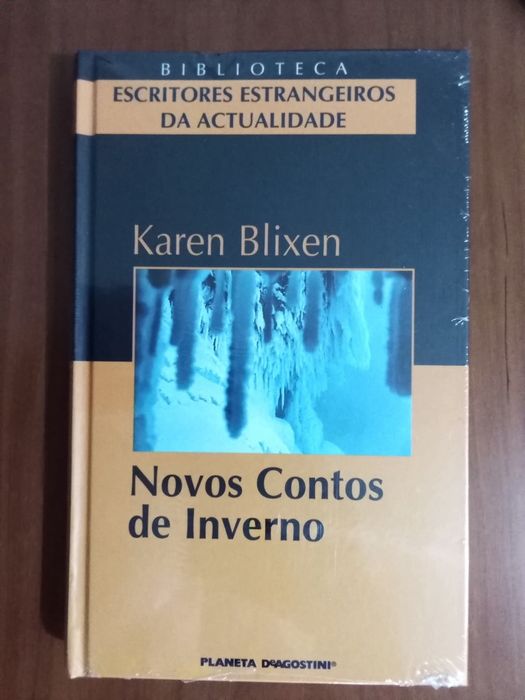 BIBLIOTECA
ESCRITORES ESTRANGEIROS
DA ACTUALIDADE
Karen Blixen
Novos Contos
de Inverno
PLANETA DeAGOSTINI®